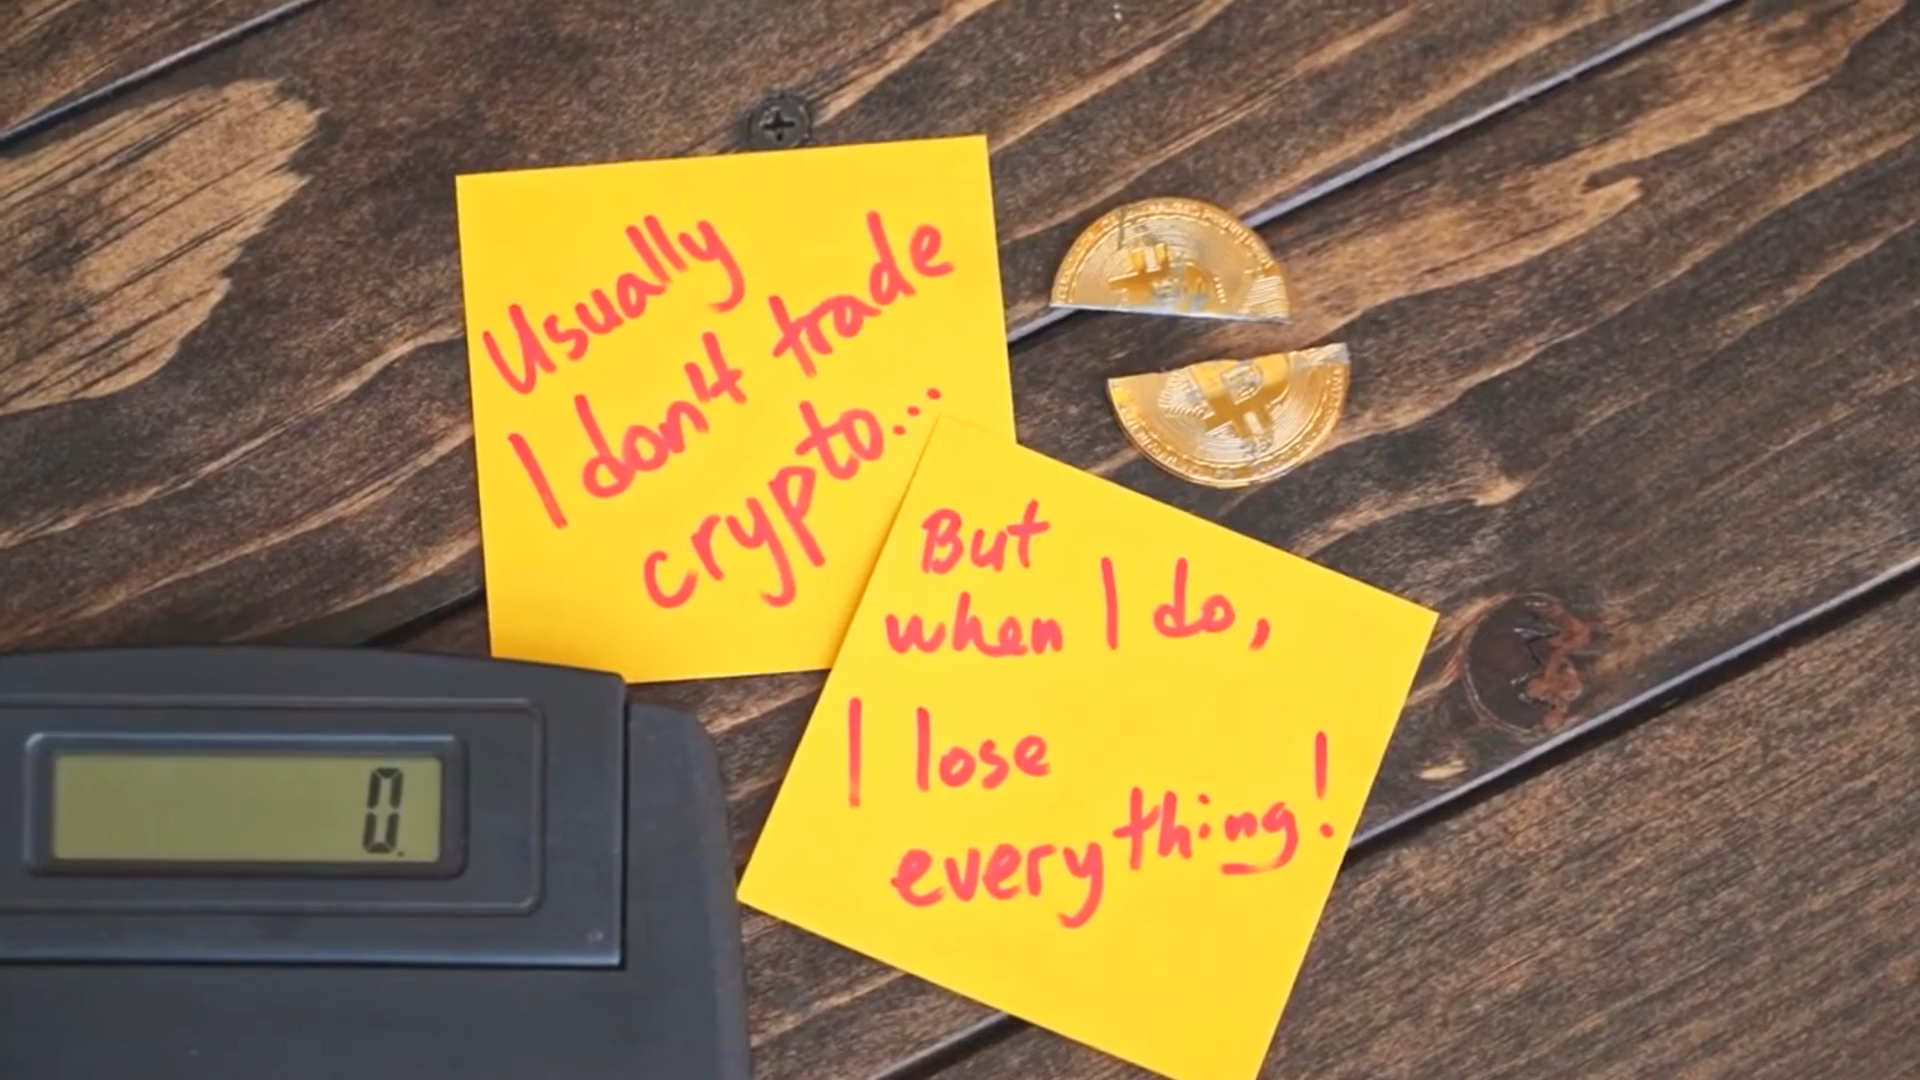 Usually
I don't trade
crypto...
But
when I do,
I lose
everything!
0.